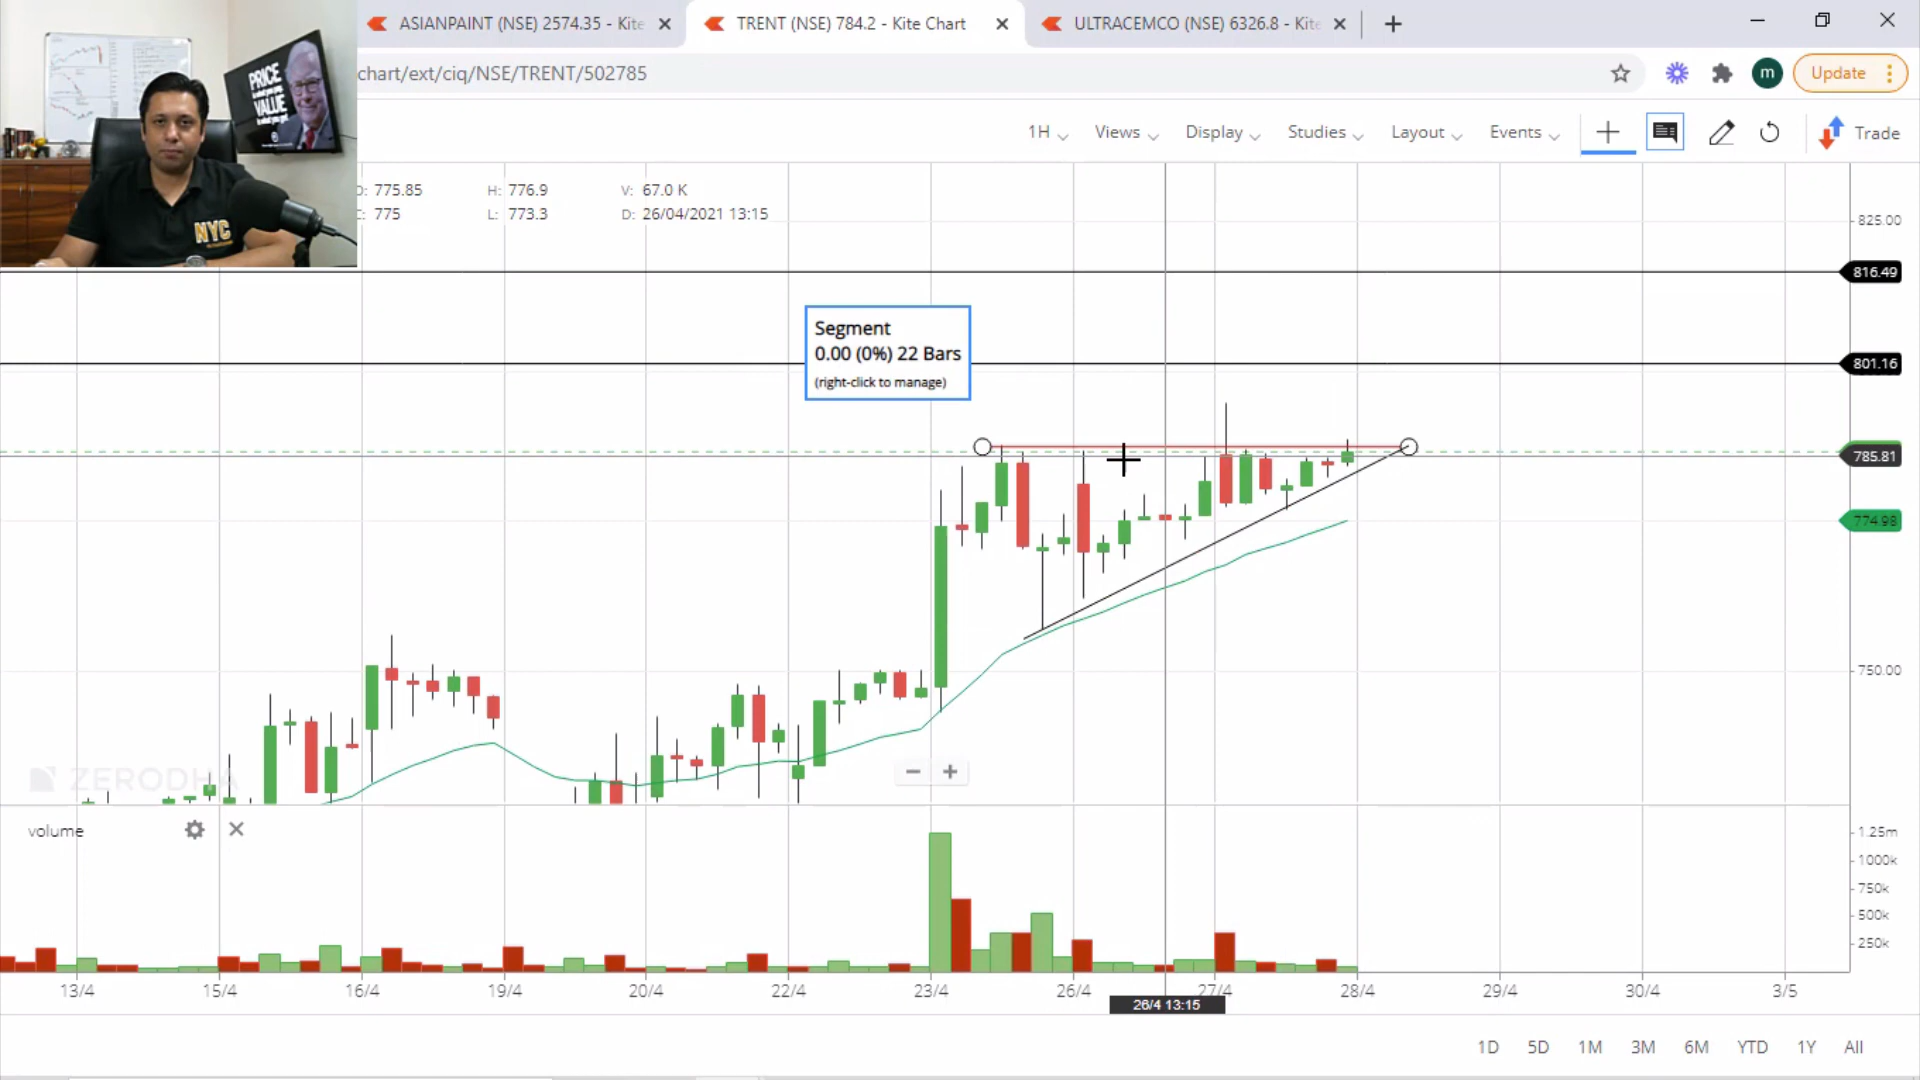 ASIANPAINT (NSE) 2574.35 - Kite
TRENT (NSE) 784.2 - Kite Chart
ULTRACEMCO (NSE) 6326.8 - Kite
chart/ext/ciq/NSE/TRENT/502785
m
Update
1H
Views
Display
Studies
Layout
Events
Trade
PRICE
VALUE
NYC
775.85 H: 776.9 V: 67.0 K
775 L: 773.3 D: 26/04/2021 13:15
825.00
816.49
801.16
785.81
774.98
750.00
Segment
0.00 (0%) 22 Bars
(right-click to manage)
ZERODHA
volume
1.25m
1000k
750k
500k
250k
13/4 15/4 16/4 19/4 20/4 22/4 23/4 26/4 27/4 28/4 29/4 30/4 3/5
26/4 13:15
1D 5D 1M 3M 6M YTD 1Y All